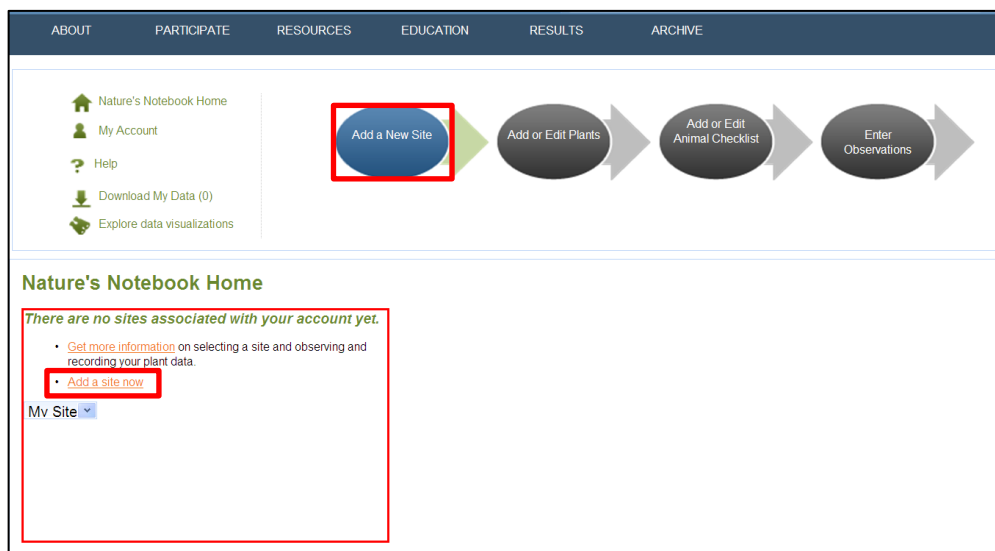 ABOUT PARTICIPATE RESOURCES EDUCATION RESULTS ARCHIVE
Nature's Notebook Home
My Account
Help
Download My Data (0)
Explore data visualizations
Add a New Site
Add or Edit Plants
Add or Edit
Animal Checklist
Enter
Observations
Nature's Notebook Home
There are no sites associated with your account yet.
• Get more information on selecting a site and observing and
recording your plant data.
• Add a site now
My Site